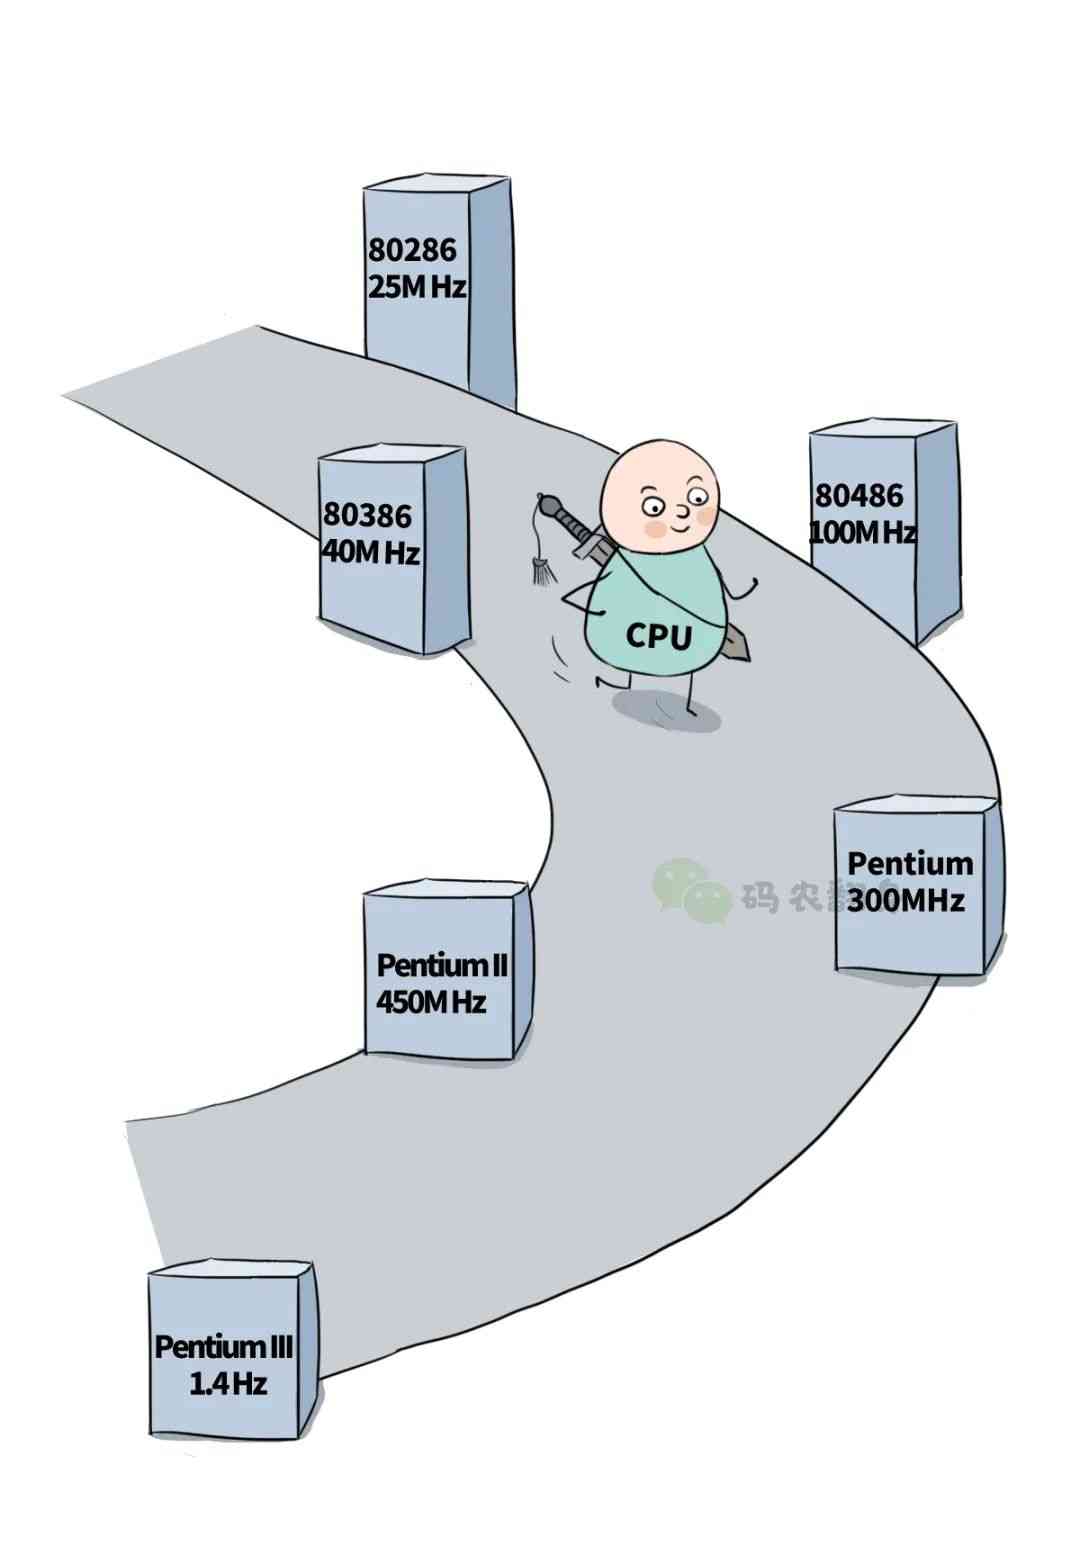 80286
25M Hz
80386
40M Hz
80486
100M Hz
CPU
Pentium
300MHz
码农翻身
Pentium II
450M Hz
Pentium III
1.4 Hz